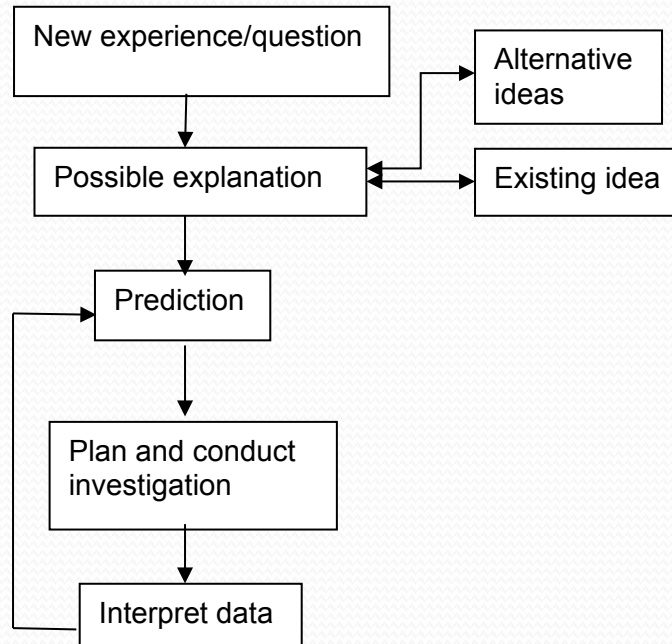 New experience/question
Alternative
ideas
Possible explanation
Existing idea
Prediction
Plan and conduct
investigation
Interpret data